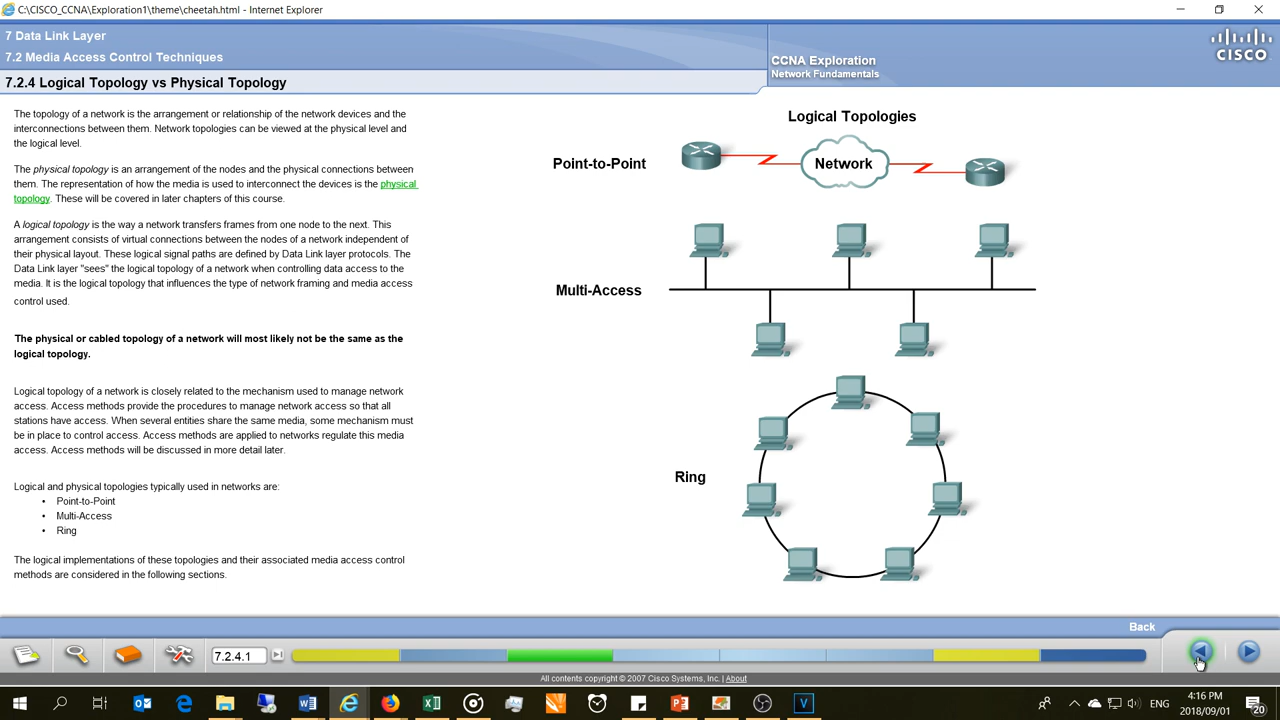 C:\CISCO_CCNA\Exploration1\theme\cheetah.html - Internet Explorer
7 Data Link Layer
7.2 Media Access Control Techniques
7.2.4 Logical Topology vs Physical Topology
CCNA Exploration
Network Fundamentals
CISCO
The topology of a network is the arrangement or relationship of the network devices and the
interconnections between them. Network topologies can be viewed at the physical level and
the logical level.
The physical topology is an arrangement of the nodes and the physical connections between
them. The representation of how the media is used to interconnect the devices is the physical
topology. These will be covered in later chapters of this course.
A logical topology is the way a network transfers frames from one node to the next. This
arrangement consists of virtual connections between the nodes of a network independent of
their physical layout. These logical signal paths are defined by Data Link layer protocols. The
Data Link layer "sees" the logical topology of a network when controlling data access to the
media. It is the logical topology that influences the type of network framing and media access
control used.
The physical or cabled topology of a network will most likely not be the same as the
logical topology.
Logical topology of a network is closely related to the mechanism used to manage network
access. Access methods provide the procedures to manage network access so that all
stations have access. When several entities share the same media, some mechanism must
be in place to control access. Access methods are applied to networks regulate this media
access. Access methods will be discussed in more detail later.
Logical and physical topologies typically used in networks are:
• Point-to-Point
• Multi-Access
• Ring
The logical implementations of these topologies and their associated media access control
methods are considered in the following sections.
Logical Topologies
Point-to-Point
Network
Multi-Access
Ring
Back
7.2.4.1
All contents copyright © 2007 Cisco Systems, Inc. | About
ENG
4:16 PM
2018/09/01
20